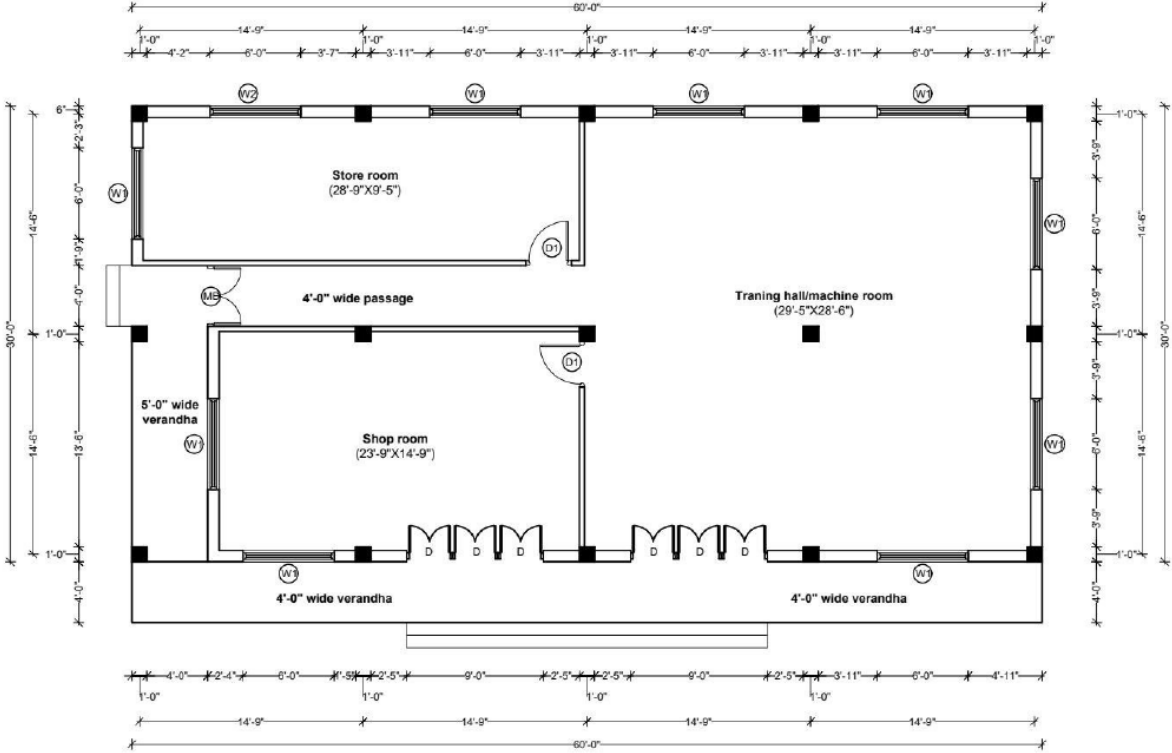 60'-0"
14'-9" 14'-9" 14'-9" 14'-9"
1'-0" 1'-0" 1'-0" 1'-0" 1'-0"
4'-2" 6'-0" 3'-7" 3'-11" 6'-0" 3'-11" 3'-11" 6'-0" 3'-11" 3'-11" 6'-0" 3'-11"
W2 W1 W1 W1
6" 1'-0"
2'-3" 3'-9"
Store room
(28'-9"X9'-5")
W1
6'-0"
14'-6"
W1
6'-0" 14'-6"
D1
1'-9"
4'-0"
MB
4'-0" wide passage
Traning hall/machine room
(29'-5"X28'-6")
3'-9"
30'-0" 30'-0"
1'-0" 1'-0"
D1
3'-9"
5'-0" wide
verandha
W1
Shop room
(23'-9"X14'-9")
14'-6" 13'-6"
W1
6'-0" 14'-6"
3'-9"
D D D D D D
1'-0" 1'-0"
W1 W1
4'-0" 4'-0" wide verandha 4'-0" wide verandha 4'-0"
4'-0" 2'-4" 6'-0" 1'-5" 2'-5" 9'-0" 2'-5" 2'-5" 9'-0" 2'-5" 3'-11" 6'-0" 4'-11"
1'-0" 1'-0" 1'-0" 1'-0"
14'-9" 14'-9" 14'-9" 14'-9"
60'-0"